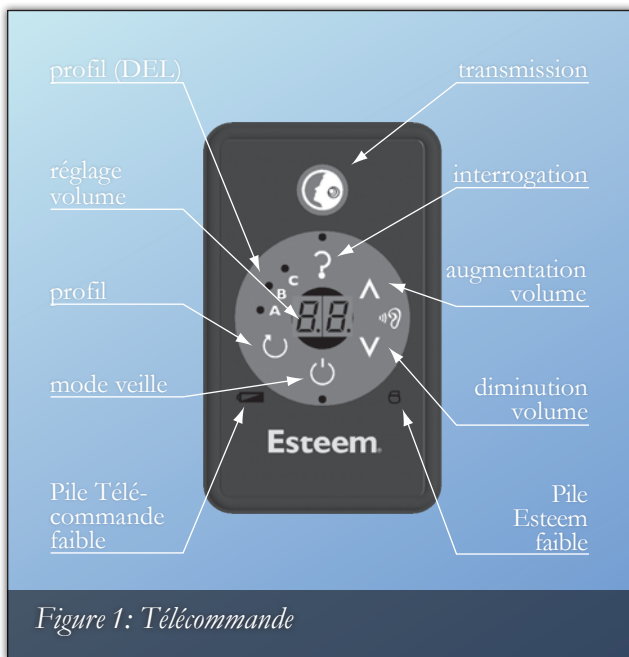 profil (DEL)
transmission
réglage
volume
interrogation
profil
augmentation
volume
mode veille
diminution
volume
Pile Télé-
commande
faible
Pile
Esteem
faible
?
C
B
A
8.8.
Esteem.
Figure 1: Télécommande